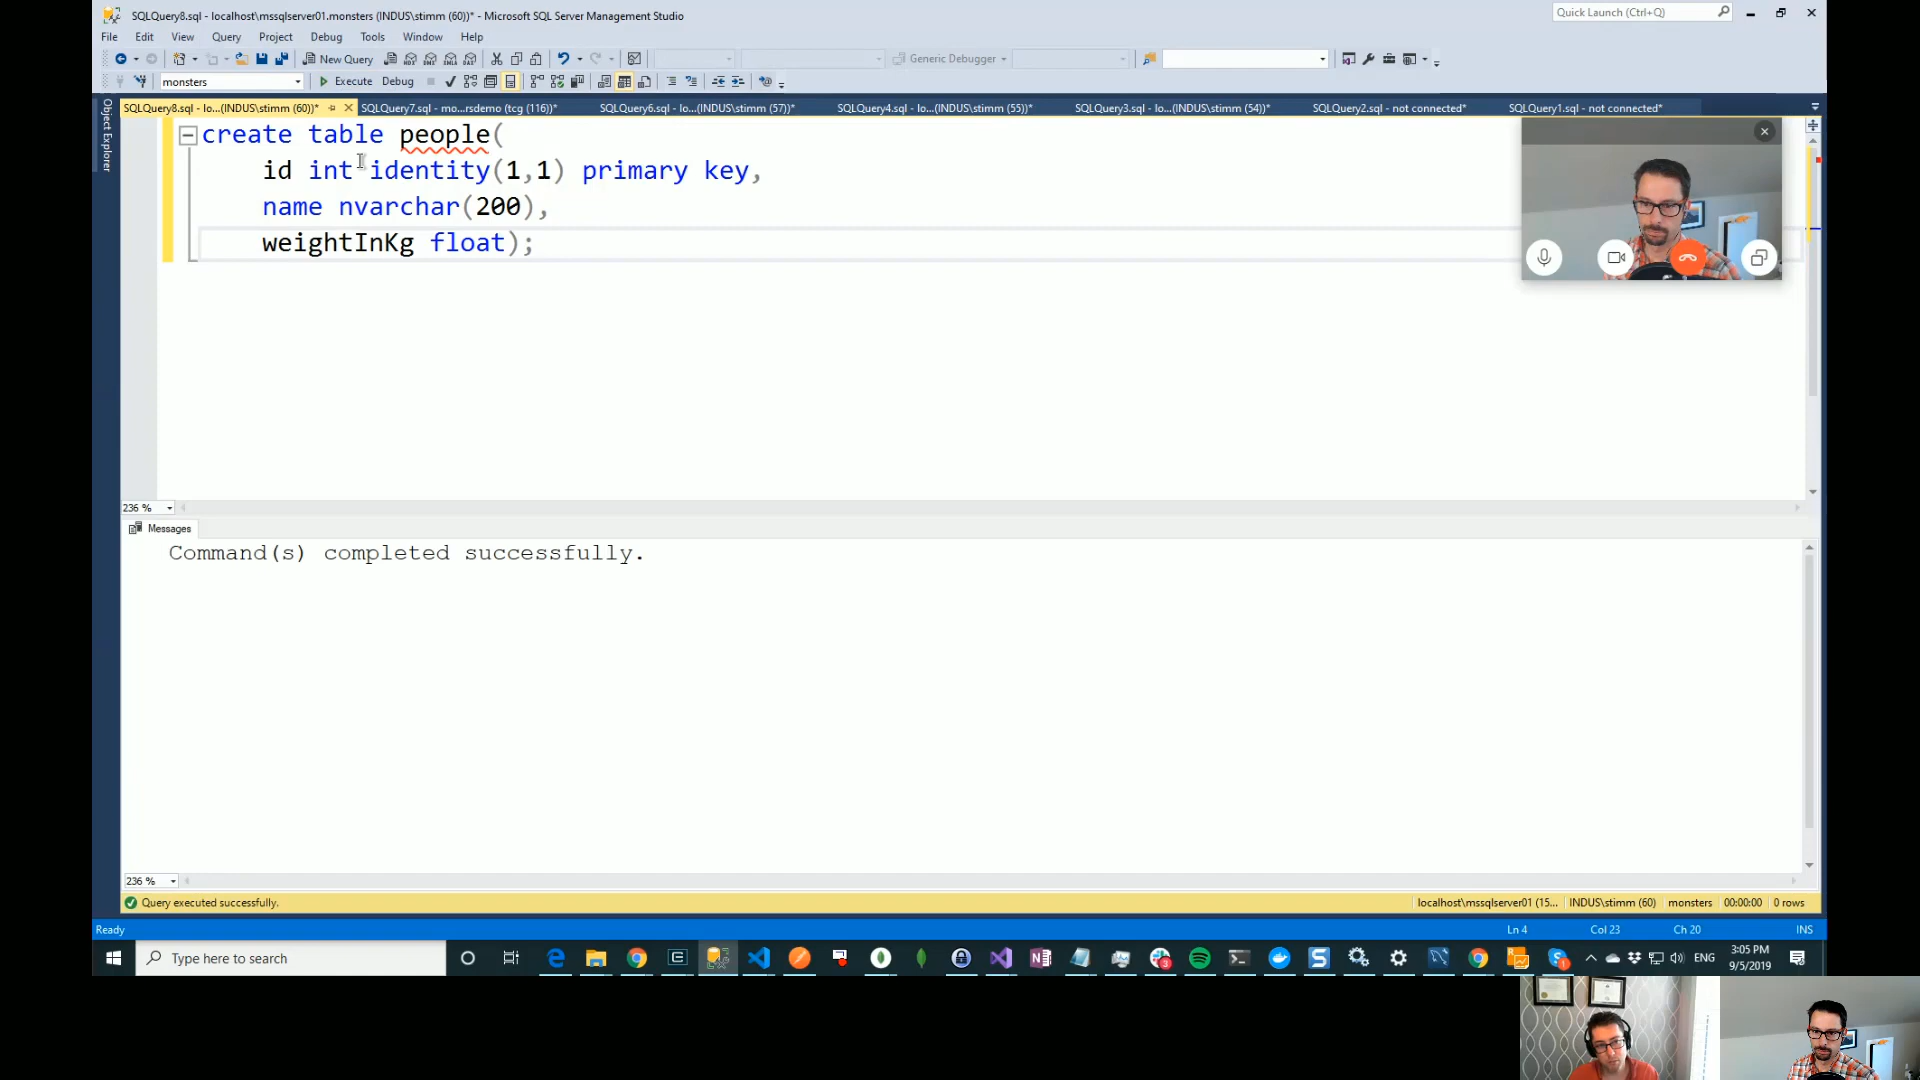 SQLQuery8.sql - localhost\mssqlserver01.monsters (INDUS\stimm (60))* - Microsoft SQL Server Management Studio
Quick Launch (Ctrl+Q)
File Edit View Query Project Debug Tools Window Help
New Query
Generic Debugger
monsters
Execute Debug
SQLQuery8.sql - lo...(INDUS\stimm (60))* SQLQuery7.sql - mo...rsdemo (tcg (116))* SQLQuery6.sql - lo...(INDUS\stimm (57))* SQLQuery4.sql - lo...(INDUS\stimm (55))* SQLQuery3.sql - lo...(INDUS\stimm (54))* SQLQuery2.sql - not connected* SQLQuery1.sql - not connected*
Object Explorer
create table people(
id int identity(1,1) primary key,
name nvarchar(200),
weightInKg float);
236 %
Messages
Command(s) completed successfully.
236 %
Query executed successfully.
localhost\mssqlserver01 (15... INDUS\stimm (60) monsters 00:00:00 0 rows
Ready
Ln 4 Col 23 Ch 20 INS
Type here to search
ENG
3:05 PM
9/5/2019